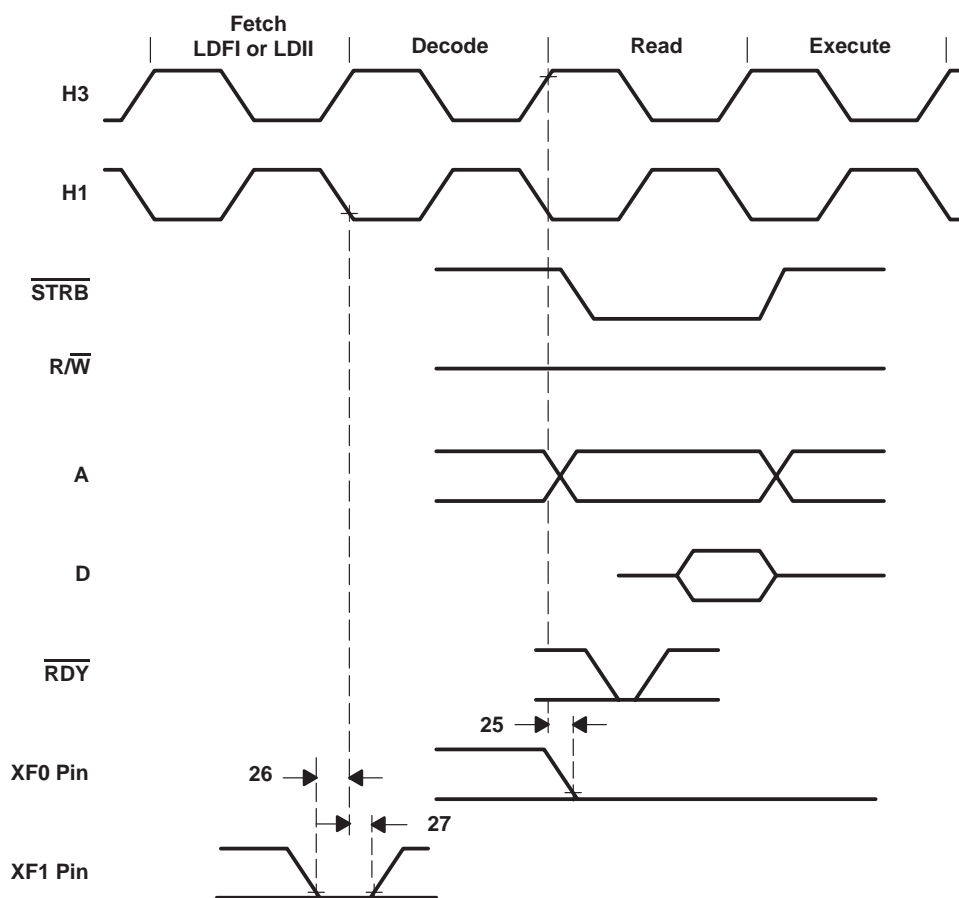 Fetch
LDFI or LDII
Decode
Read
Execute
H3
H1
STRB
R/W
A
D
RDY
25
XF0 Pin
26
27
XF1 Pin